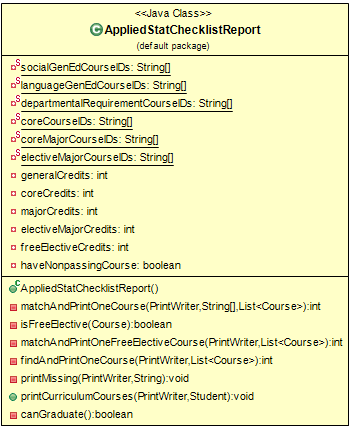 <<Java Class>>
AppliedStatChecklistReport
(default package)
socialGenEdCourseIDs: String[]
languageGenEdCourseIDs: String[]
departmentalRequirementCourseIDs: String[]
coreCourseIDs: String[]
coreMajorCourseIDs: String[]
electiveMajorCourseIDs: String[]
generalCredits: int
coreCredits: int
majorCredits: int
electiveMajorCredits: int
freeElectiveCredits: int
haveNonpassingCourse: boolean
AppliedStatChecklistReport()
matchAndPrintOneCourse(PrintWriter,String[],List<Course>):int
isFreeElective(Course):boolean
matchAndPrintOneFreeElectiveCourse(PrintWriter,List<Course>):int
findAndPrintOneCourse(PrintWriter,List<Course>):int
printMissing(PrintWriter,String):void
printCurriculumCourses(PrintWriter,Student):void
canGraduate():boolean